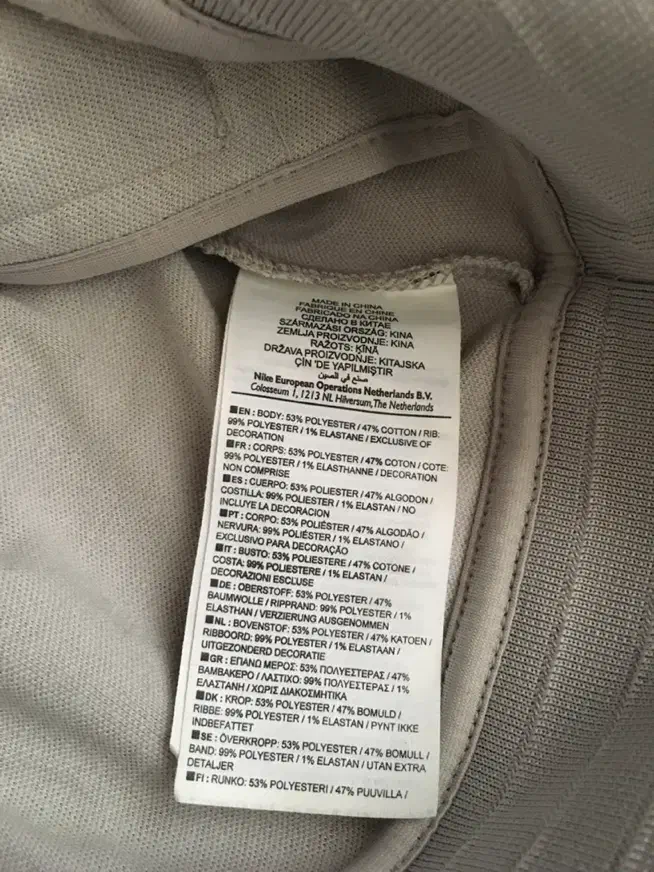 MADE IN CHINA
FABRIQUE EN CHINE
FABRICADO NA CHINA
СДЕЛАНО В КИТАЕ
SZÁRMAZÁSI ORSZÁG: KINA
ZEMLJA PROIZVODNJE: KINA
RAŽOTS: ĶĪNĀ
DRŽAVA PROIZVODNJE: KITAJSKA
ÇİN 'DE YAPILMIŞTIR
صنع في الصين
Nike European Operations Netherlands B.V.
Colosseum 1, 1213 NL Hilversum, The Netherlands
■EN : BODY: 53% POLYESTER / 47% COTTON / RIB:
99% POLYESTER / 1% ELASTANE / EXCLUSIVE OF
DECORATION
■FR : CORPS: 53% POLYESTER / 47% COTON / COTE:
99% POLYESTER / 1% ELASTHANNE / DECORATION
NON COMPRISE
■ES : CUERPO: 53% POLIESTER / 47% ALGODON /
COSTILLA: 99% POLIESTER / 1% ELASTAN / NO
INCLUYE LA DECORACION
■PT : CORPO: 53% POLIÉSTER / 47% ALGODÃO /
NERVURA: 99% POLIÉSTER / 1% ELASTANO /
EXCLUSIVO PARA DECORAÇÃO
■IT : BUSTO: 53% POLIESTERE / 47% COTONE /
COSTA: 99% POLIESTERE / 1% ELASTAN /
DECORAZIONI ESCLUSE
■DE : OBERSTOFF: 53% POLYESTER / 47%
BAUMWOLLE / RIPPRAND: 99% POLYESTER / 1%
ELASTHAN / VERZIERUNG AUSGENOMMEN
■NL : BOVENSTOF: 53% POLYESTER / 47% KATOEN /
RIBBOORD: 99% POLYESTER / 1% ELASTAAN /
UITGEZONDERD DECORATIE
■GR : ΕΠΑΝΩ ΜΕΡΟΣ: 53% ΠΟΛΥΕΣΤΕΡΑΣ / 47%
ΒΑΜΒΑΚΕΡΟ / ΛΑΣΤΙΧΟ: 99% ΠΟΛΥΕΣΤΕΡΑΣ / 1%
ΕΛΑΣΤΑΝΗ / ΧΩΡΙΣ ΔΙΑΚΟΣΜΗΤΙΚΑ
■DK : KROP: 53% POLYESTER / 47% BOMULD /
RIBBE: 99% POLYESTER / 1% ELASTAN / PYNT IKKE
INDBEFATTET
■SE : ÖVERKROPP: 53% POLYESTER / 47% BOMULL /
BAND: 99% POLYESTER / 1% ELASTAN / UTAN EXTRA
DETALJER
■FI : RUNKO: 53% POLYESTERI / 47% PUUVILLA /